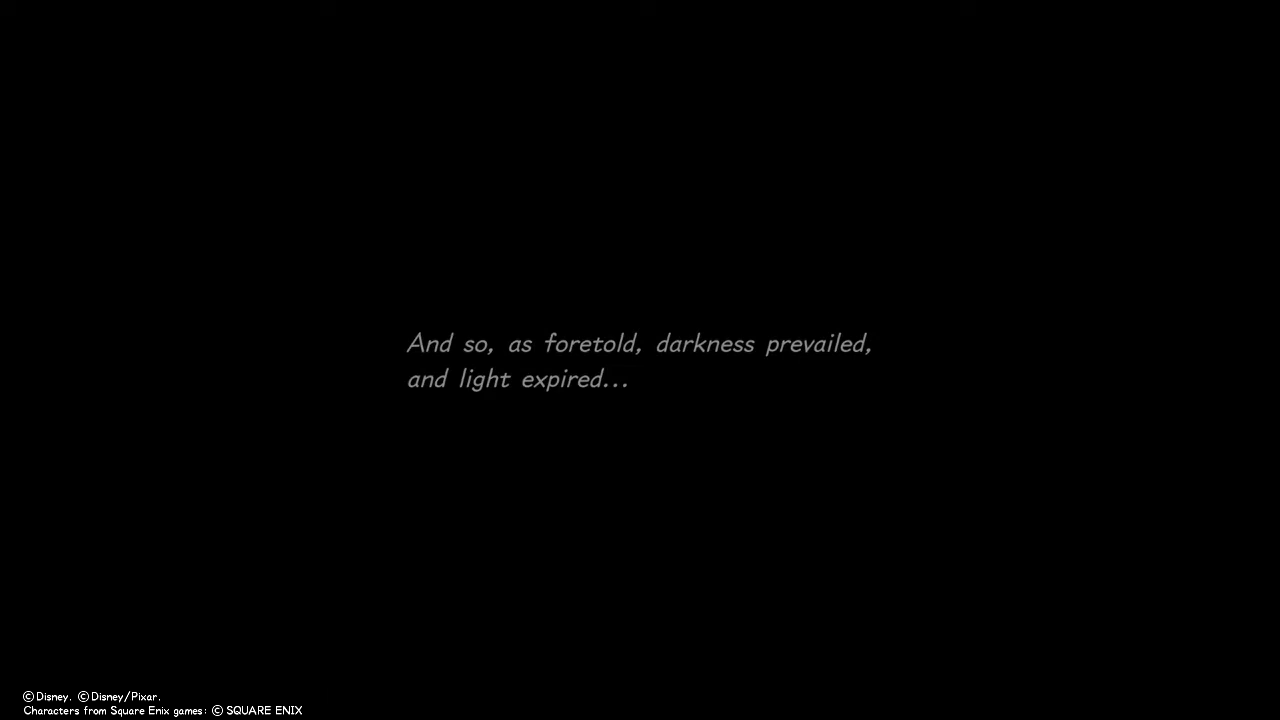 And so, as foretold, darkness prevailed,
and light expired...
©Disney. ©Disney/Pixar.
Characters from Square Enix games: © SQUARE ENIX